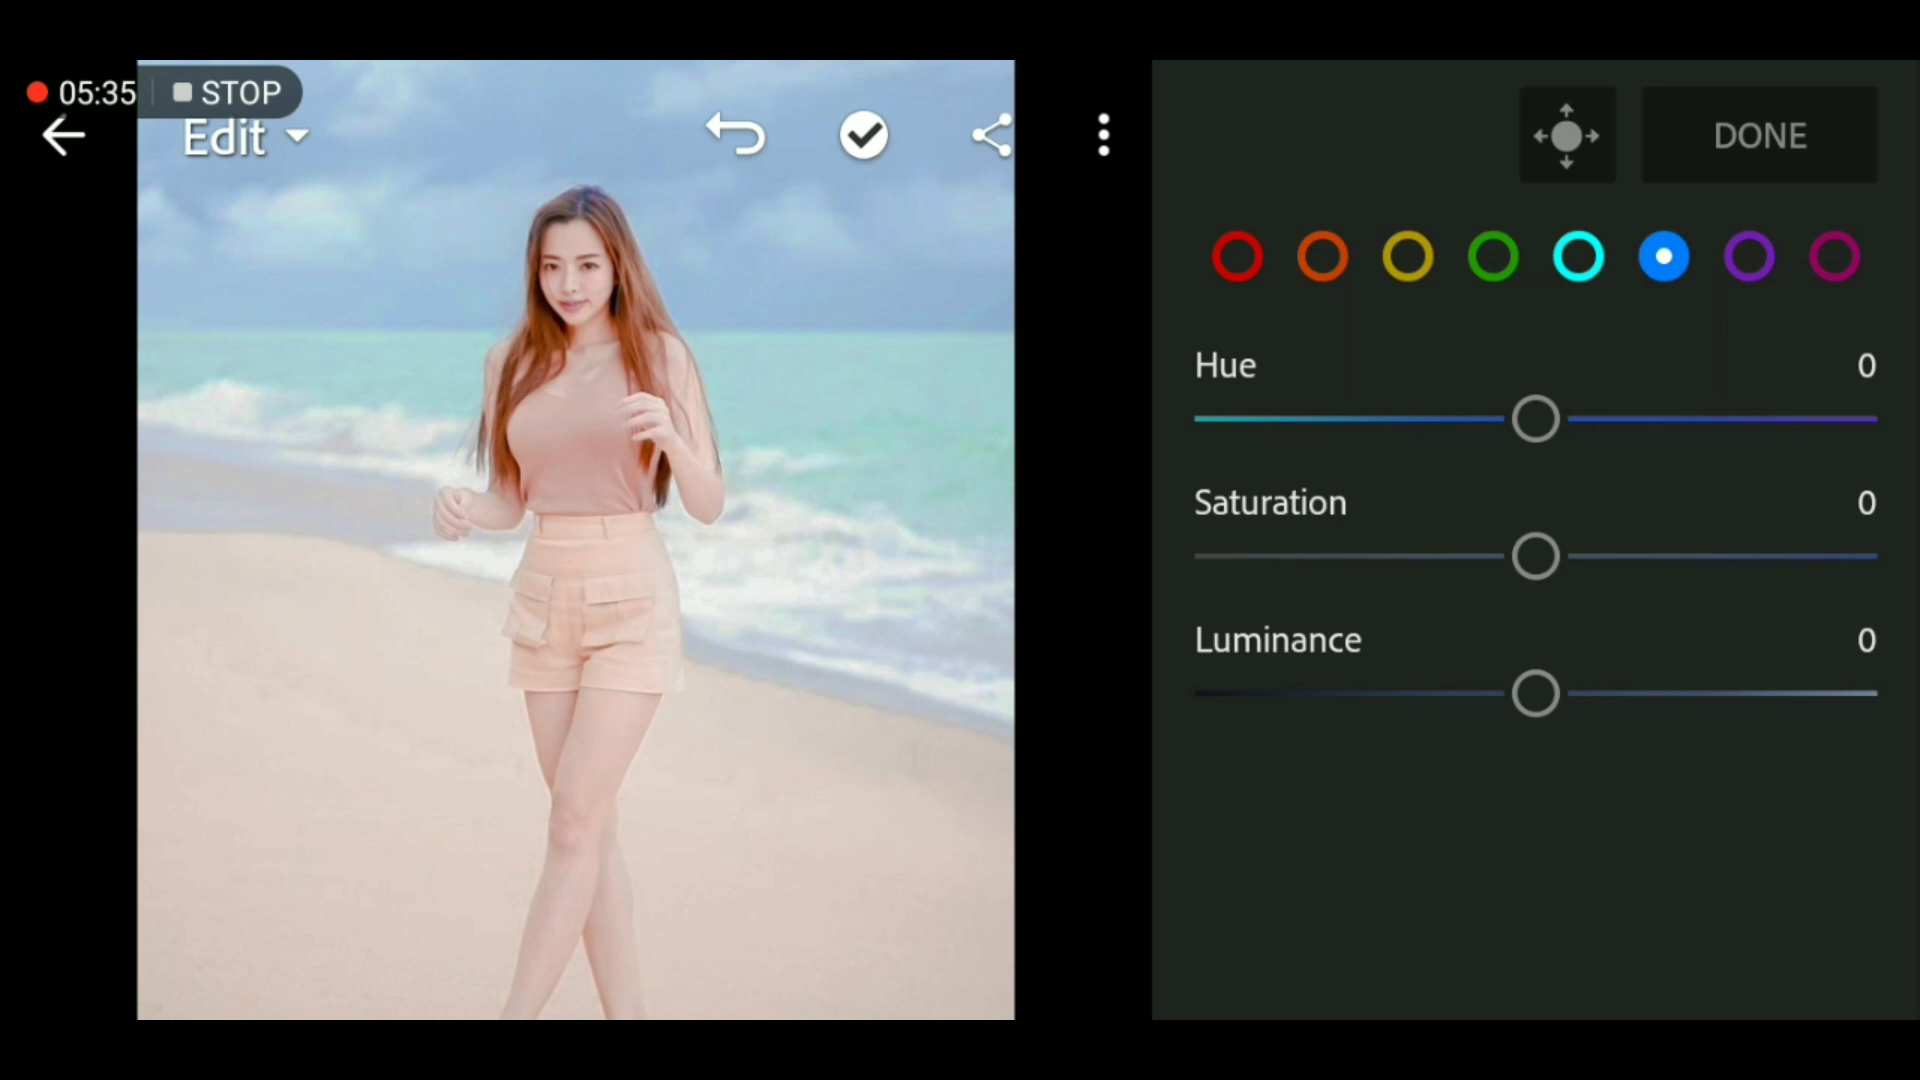 05:35 STOP
Edit
DONE
Hue 0
Saturation 0
Luminance 0